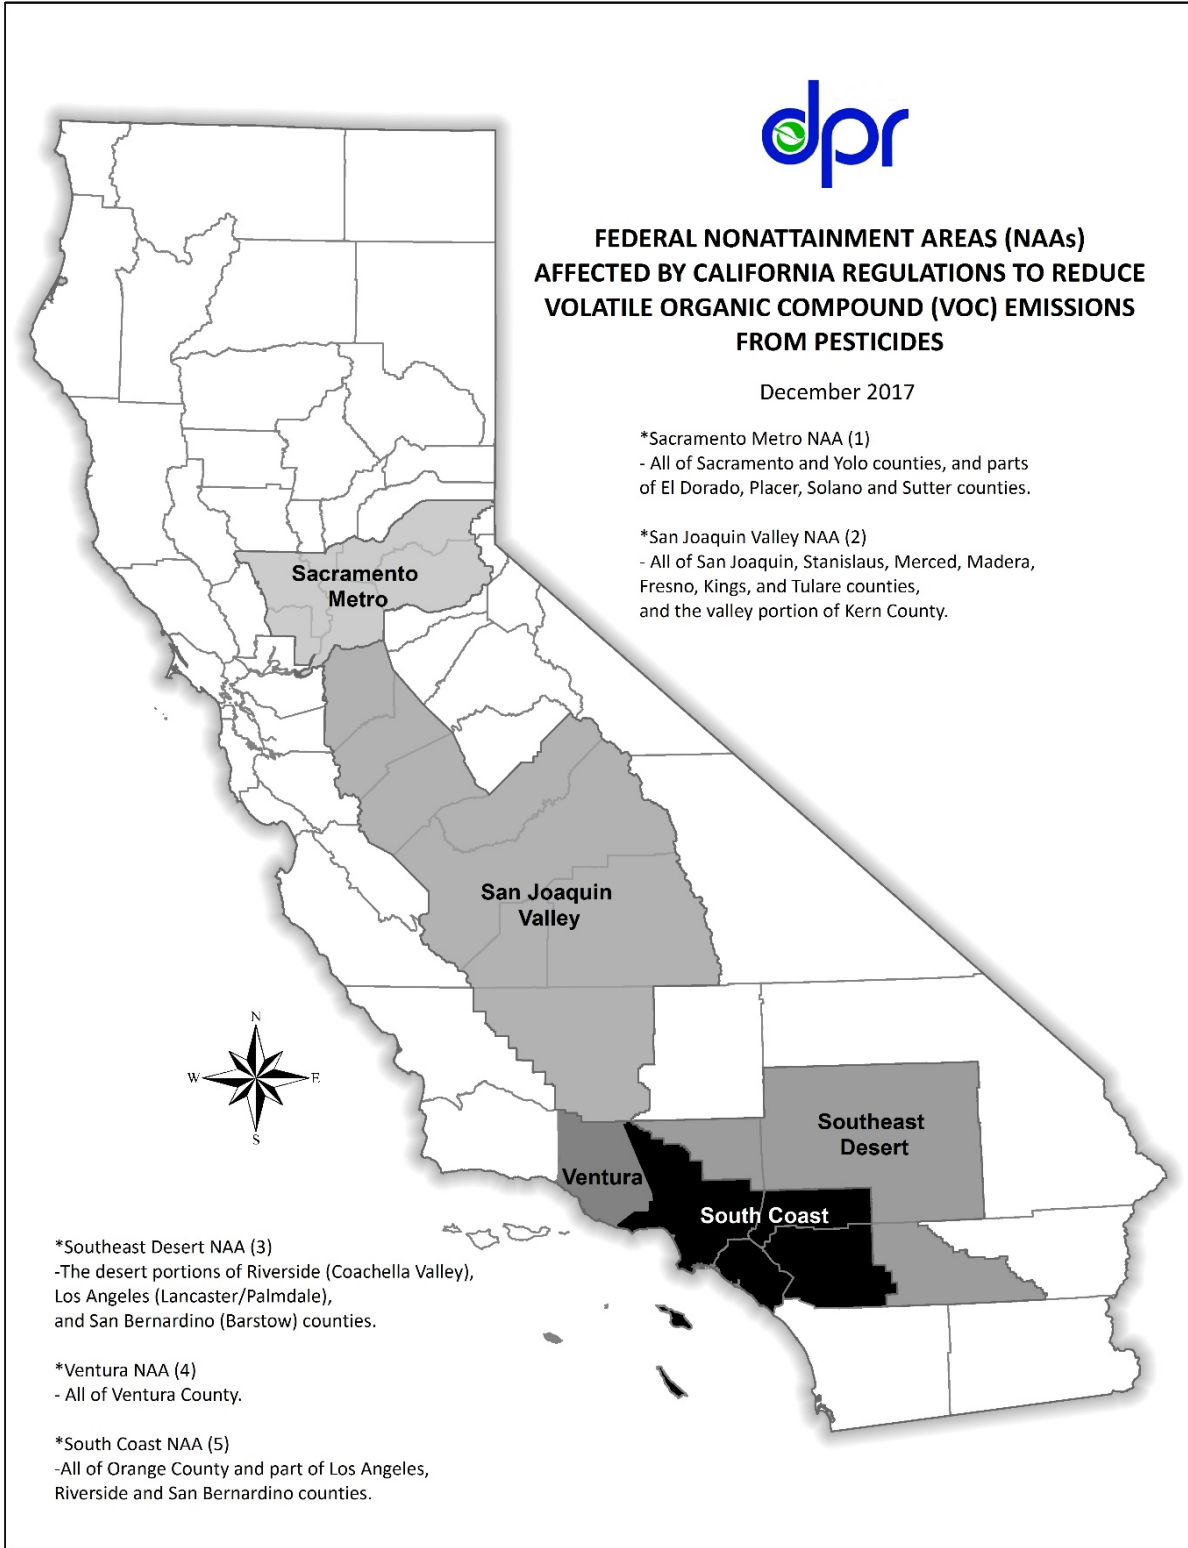 dpr
FEDERAL NONATTAINMENT AREAS (NAAs)
AFFECTED BY CALIFORNIA REGULATIONS TO REDUCE
VOLATILE ORGANIC COMPOUND (VOC) EMISSIONS
FROM PESTICIDES
December 2017
*Sacramento Metro NAA (1)
- All of Sacramento and Yolo counties, and parts
of El Dorado, Placer, Solano and Sutter counties.
*San Joaquin Valley NAA (2)
- All of San Joaquin, Stanislaus, Merced, Madera,
Fresno, Kings, and Tulare counties,
and the valley portion of Kern County.
Sacramento
Metro
San Joaquin
Valley
N
W E
S
Southeast
Desert
Ventura
South Coast
*Southeast Desert NAA (3)
-The desert portions of Riverside (Coachella Valley),
Los Angeles (Lancaster/Palmdale),
and San Bernardino (Barstow) counties.
*Ventura NAA (4)
- All of Ventura County.
*South Coast NAA (5)
-All of Orange County and part of Los Angeles,
Riverside and San Bernardino counties.